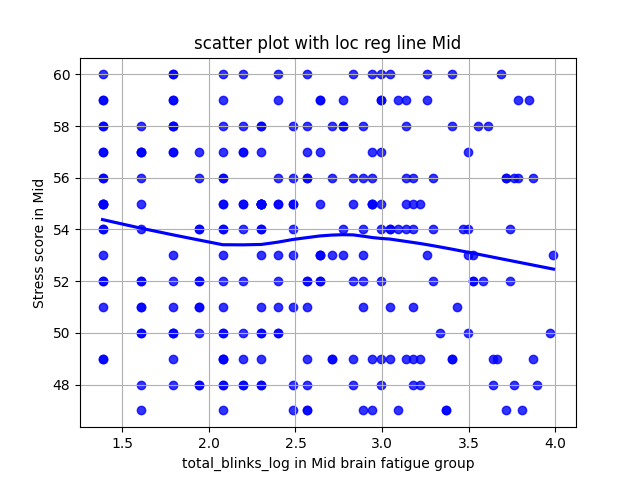 scatter plot with loc reg line Mid
60
58
56
54
52
50
48
Stress score in Mid
1.5 2.0 2.5 3.0 3.5 4.0
total_blinks_log in Mid brain fatigue group